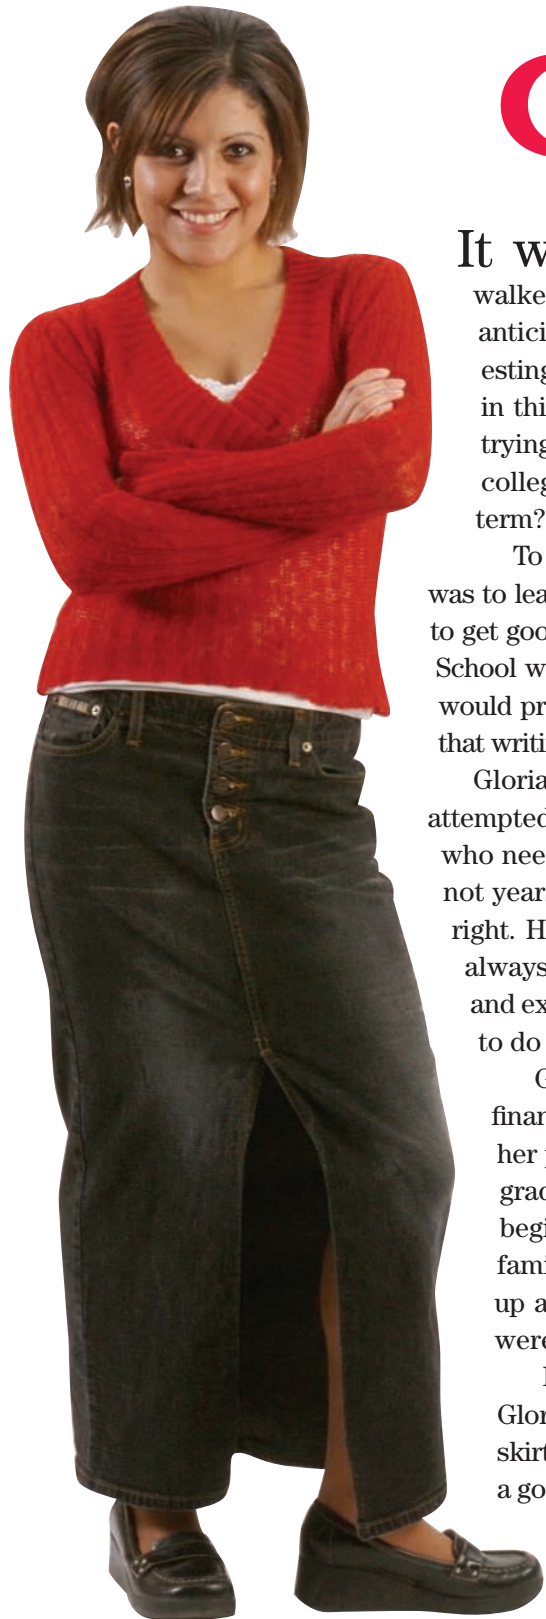 It w
walke
antici
esting
in thi
trying
colleg
term?
To
was to lea
to get goo
School w
would pr
that writi
Gloria
attempted
who nee
not year
right. H
always
and ex
to do
G
finan
her p
grad
begi
fami
up a
were
Glor
skirt
a go